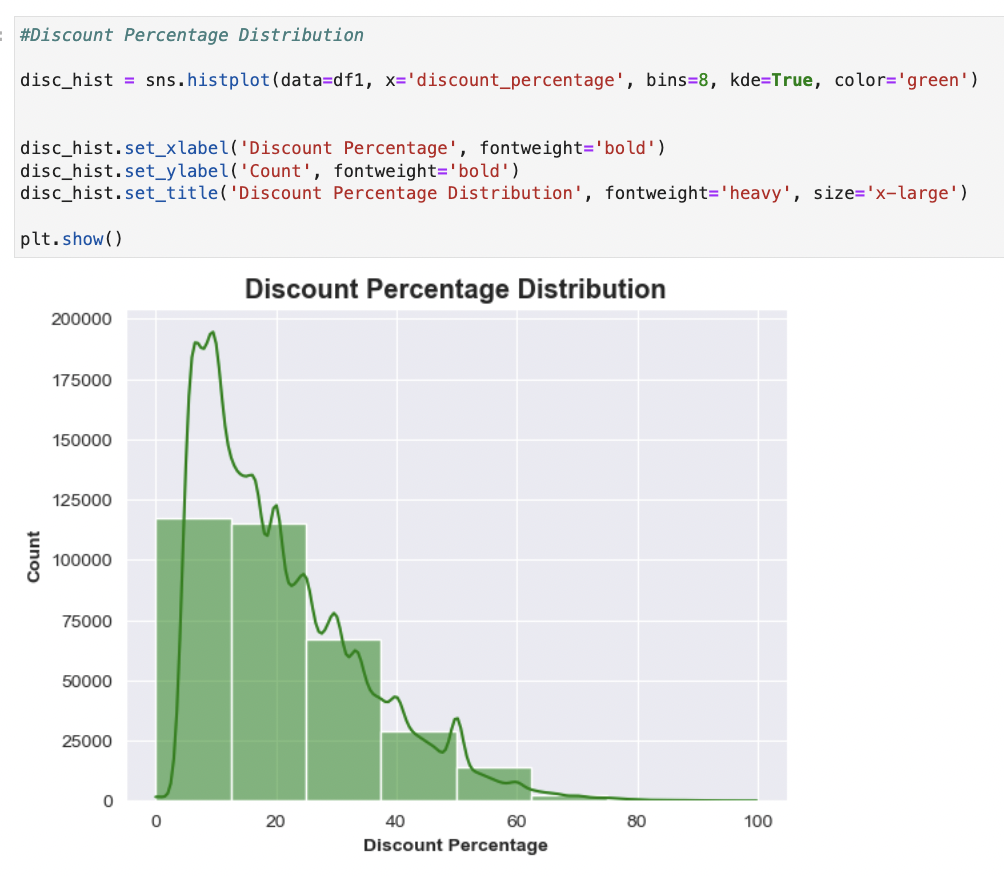 #Discount Percentage Distribution
disc_hist = sns.histplot(data=df1, x='discount_percentage', bins=8, kde=True, color='green')
disc_hist.set_xlabel('Discount Percentage', fontweight='bold')
disc_hist.set_ylabel('Count', fontweight='bold')
disc_hist.set_title('Discount Percentage Distribution', fontweight='heavy', size='x-large')
plt.show()
Discount Percentage Distribution
200000
175000
150000
125000
100000
75000
50000
25000
0
Count
0 20 40 60 80 100
Discount Percentage